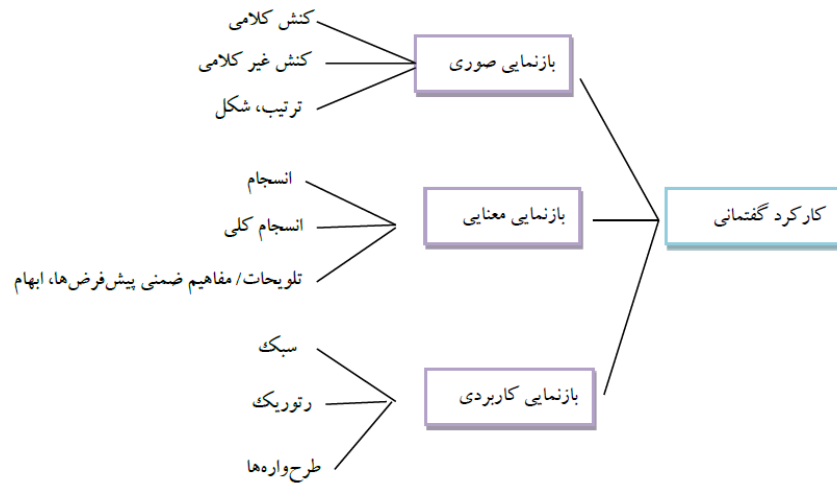 کارکرد گفتمانی
بازنمایی صوری
کنش کلامی
کنش غیر کلامی
ترتیب، شکل
بازنمایی معنایی
انسجام
انسجام کلی
تلویحات/ مفاهیم ضمنی پیش‌فرض‌ها، ابهام
بازنمایی کاربردی
سبک
رتوریک
طرح‌واره‌ها